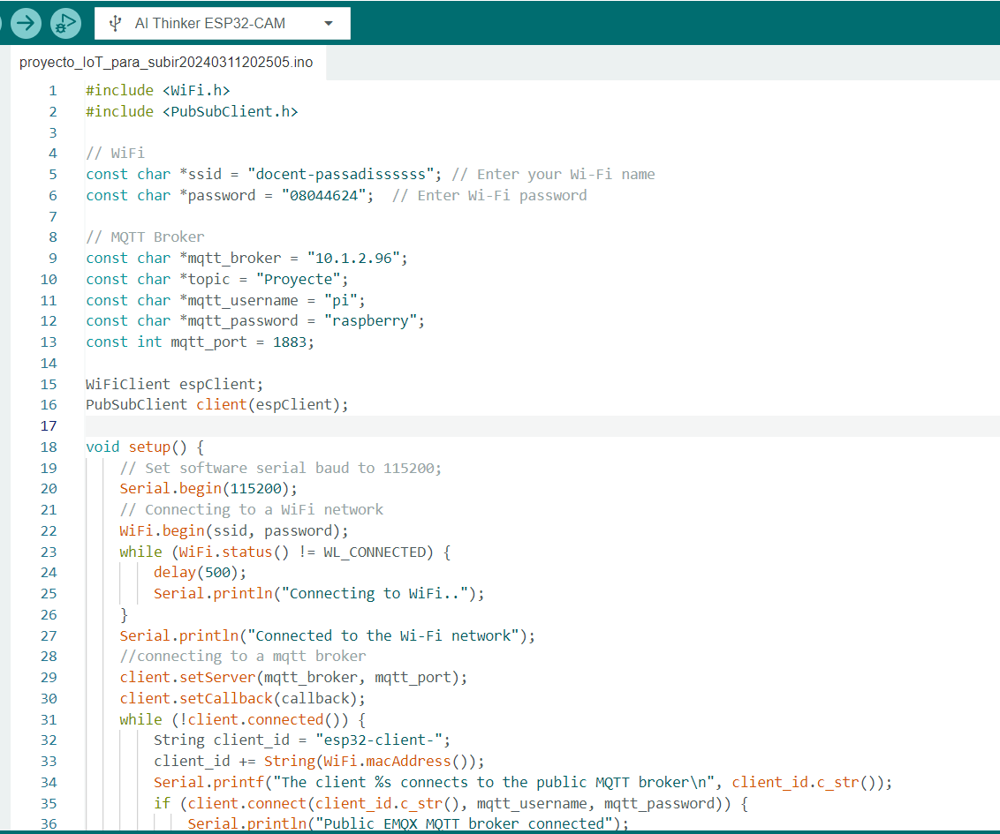 AI Thinker ESP32-CAM
proyecto_IoT_para_subir20240311202505.ino
1 #include <WiFi.h>
2 #include <PubSubClient.h>
3
4 // WiFi
5 const char *ssid = "docent-passadissssss"; // Enter your Wi-Fi name
6 const char *password = "08044624";  // Enter Wi-Fi password
7
8 // MQTT Broker
9 const char *mqtt_broker = "10.1.2.96";
10 const char *topic = "Proyecte";
11 const char *mqtt_username = "pi";
12 const char *mqtt_password = "raspberry";
13 const int mqtt_port = 1883;
14
15 WiFiClient espClient;
16 PubSubClient client(espClient);
17
18 void setup() {
19     // Set software serial baud to 115200;
20     Serial.begin(115200);
21     // Connecting to a WiFi network
22     WiFi.begin(ssid, password);
23     while (WiFi.status() != WL_CONNECTED) {
24         delay(500);
25         Serial.println("Connecting to WiFi..");
26     }
27     Serial.println("Connected to the Wi-Fi network");
28     //connecting to a mqtt broker
29     client.setServer(mqtt_broker, mqtt_port);
30     client.setCallback(callback);
31     while (!client.connected()) {
32         String client_id = "esp32-client-";
33         client_id += String(WiFi.macAddress());
34         Serial.printf("The client %s connects to the public MQTT broker\n", client_id.c_str());
35         if (client.connect(client_id.c_str(), mqtt_username, mqtt_password)) {
36             Serial.println("Public EMQX MQTT broker connected");